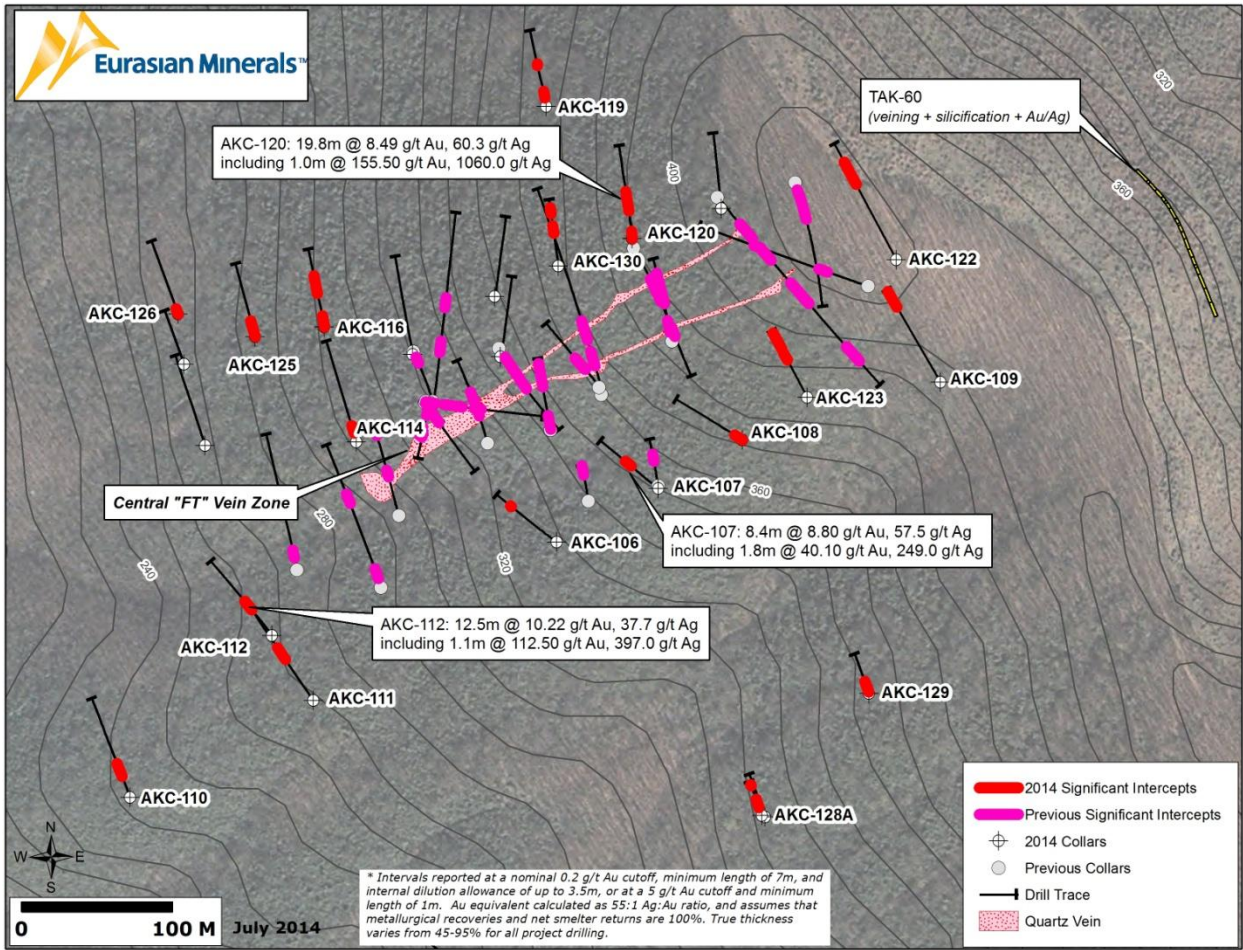 Eurasian Minerals™
AKC-119
TAK-60
(veining + silicification + Au/Ag)
320
AKC-120: 19.8m @ 8.49 g/t Au, 60.3 g/t Ag
including 1.0m @ 155.50 g/t Au, 1060.0 g/t Ag
400
360
AKC-120
AKC-130
AKC-122
AKC-126
AKC-116
AKC-125
AKC-109
AKC-123
AKC-114
AKC-108
Central "FT" Vein Zone
AKC-107
360
280
AKC-107: 8.4m @ 8.80 g/t Au, 57.5 g/t Ag
including 1.8m @ 40.10 g/t Au, 249.0 g/t Ag
AKC-106
320
240
AKC-112: 12.5m @ 10.22 g/t Au, 37.7 g/t Ag
including 1.1m @ 112.50 g/t Au, 397.0 g/t Ag
AKC-112
AKC-111
AKC-129
AKC-110
AKC-128A
2014 Significant Intercepts
Previous Significant Intercepts
2014 Collars
Previous Collars
Drill Trace
Quartz Vein
N
W E
S
0 100 M
July 2014
* Intervals reported at a nominal 0.2 g/t Au cutoff, minimum length of 7m, and
internal dilution allowance of up to 3.5m, or at a 5 g/t Au cutoff and minimum
length of 1m. Au equivalent calculated as 55:1 Ag:Au ratio, and assumes that
metallurgical recoveries and net smelter returns are 100%. True thickness
varies from 45-95% for all project drilling.